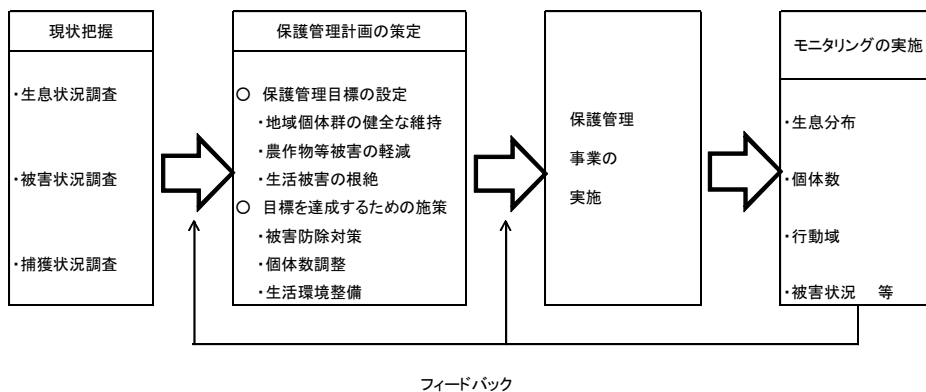 現状把握
・生息状況調査
・被害状況調査
・捕獲状況調査
保護管理計画の策定
○ 保護管理目標の設定
・地域個体群の健全な維持
・農作物等被害の軽減
・生活被害の根絶
○ 目標を達成するための施策
・被害防除対策
・個体数調整
・生活環境整備
保護管理
事業の
実施
モニタリングの実施
・生息分布
・個体数
・行動域
・被害状況 等
フィードバック